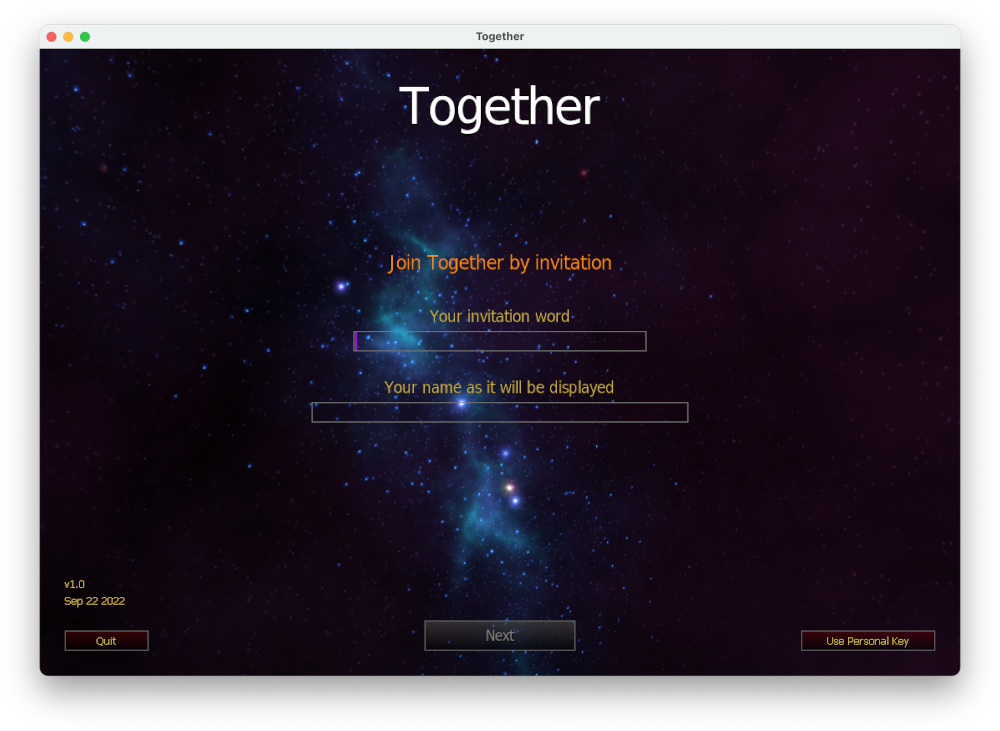 Together
Together
Join Together by invitation
Your invitation word
Your name as it will be displayed
v1.0
Sep 22 2022
Quit
Next
Use Personal Key